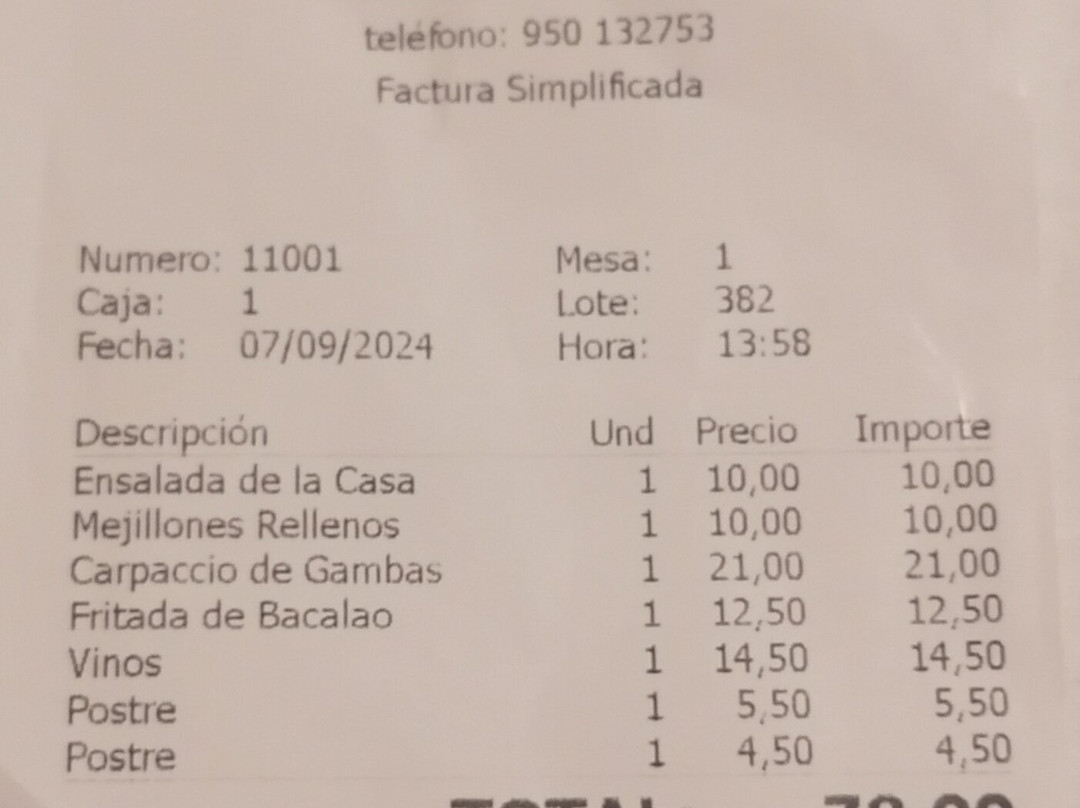 teléfono: 950 132753
Factura Simplificada
Numero: 11001 Mesa: 1
Caja: 1 Lote: 382
Fecha: 07/09/2024 Hora: 13:58
Descripción Und Precio Importe
Ensalada de la Casa 1 10,00 10,00
Mejillones Rellenos 1 10,00 10,00
Carpaccio de Gambas 1 21,00 21,00
Fritada de Bacalao 1 12,50 12,50
Vinos 1 14,50 14,50
Postre 1 5,50 5,50
Postre 1 4,50 4,50